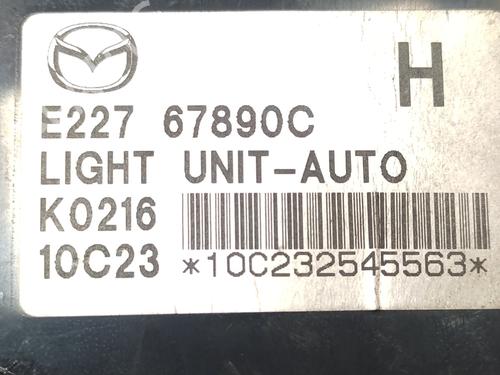 H
E227 67890C
LIGHT UNIT-AUTO
K0216
10C23 *10C232545563*